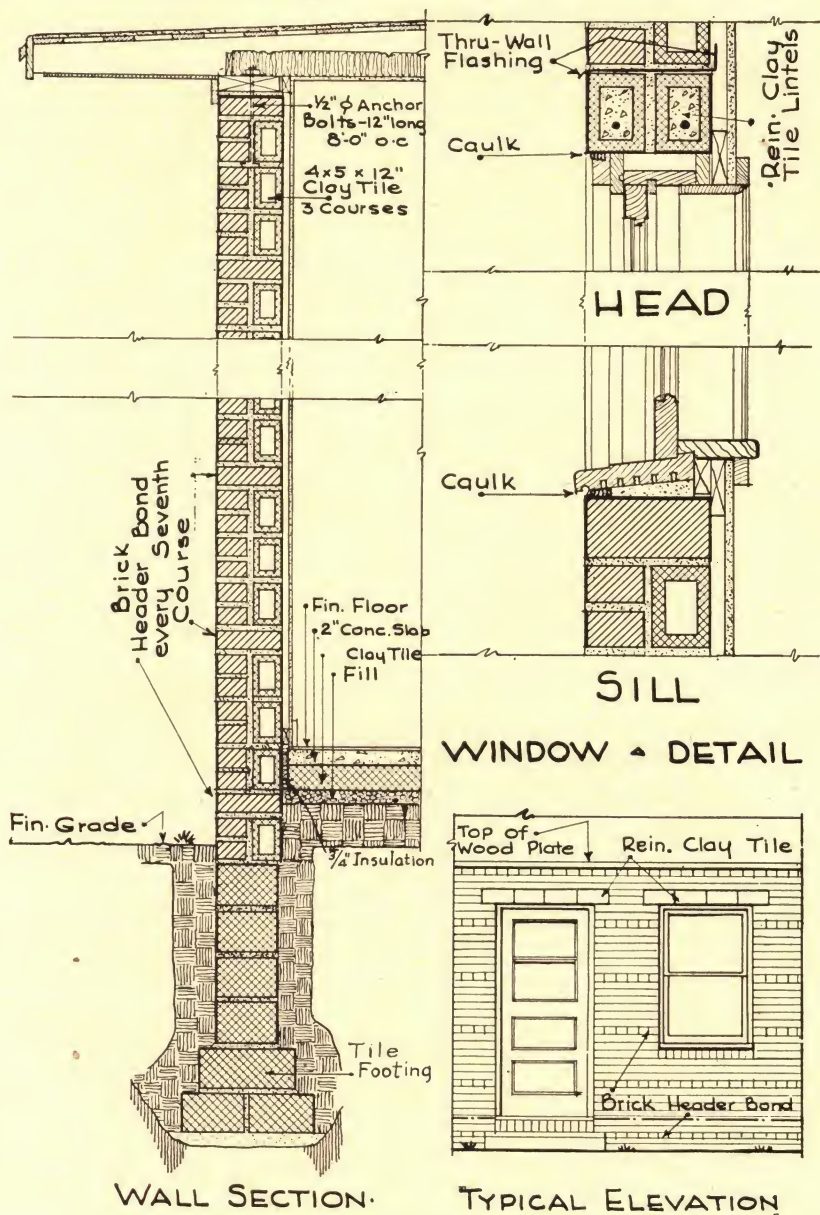 ½" ϕ Anchor
Bolts-12"long
8'-0" o.c
4x5 x 12"
Clay Tile
3 Courses
Brick
Header Bond
every Seventh
Course
Fin. Floor
2" Conc. Slab
Clay Tile
Fill
Fin. Grade
¾" Insulation
Tile
Footing
WALL SECTION.
Thru-Wall
Flashing
Caulk
Rein. Clay
Tile Lintels
HEAD
Caulk
SILL
WINDOW DETAIL
Top of
Wood Plate
Rein. Clay Tile
Brick Header Bond
TYPICAL ELEVATION